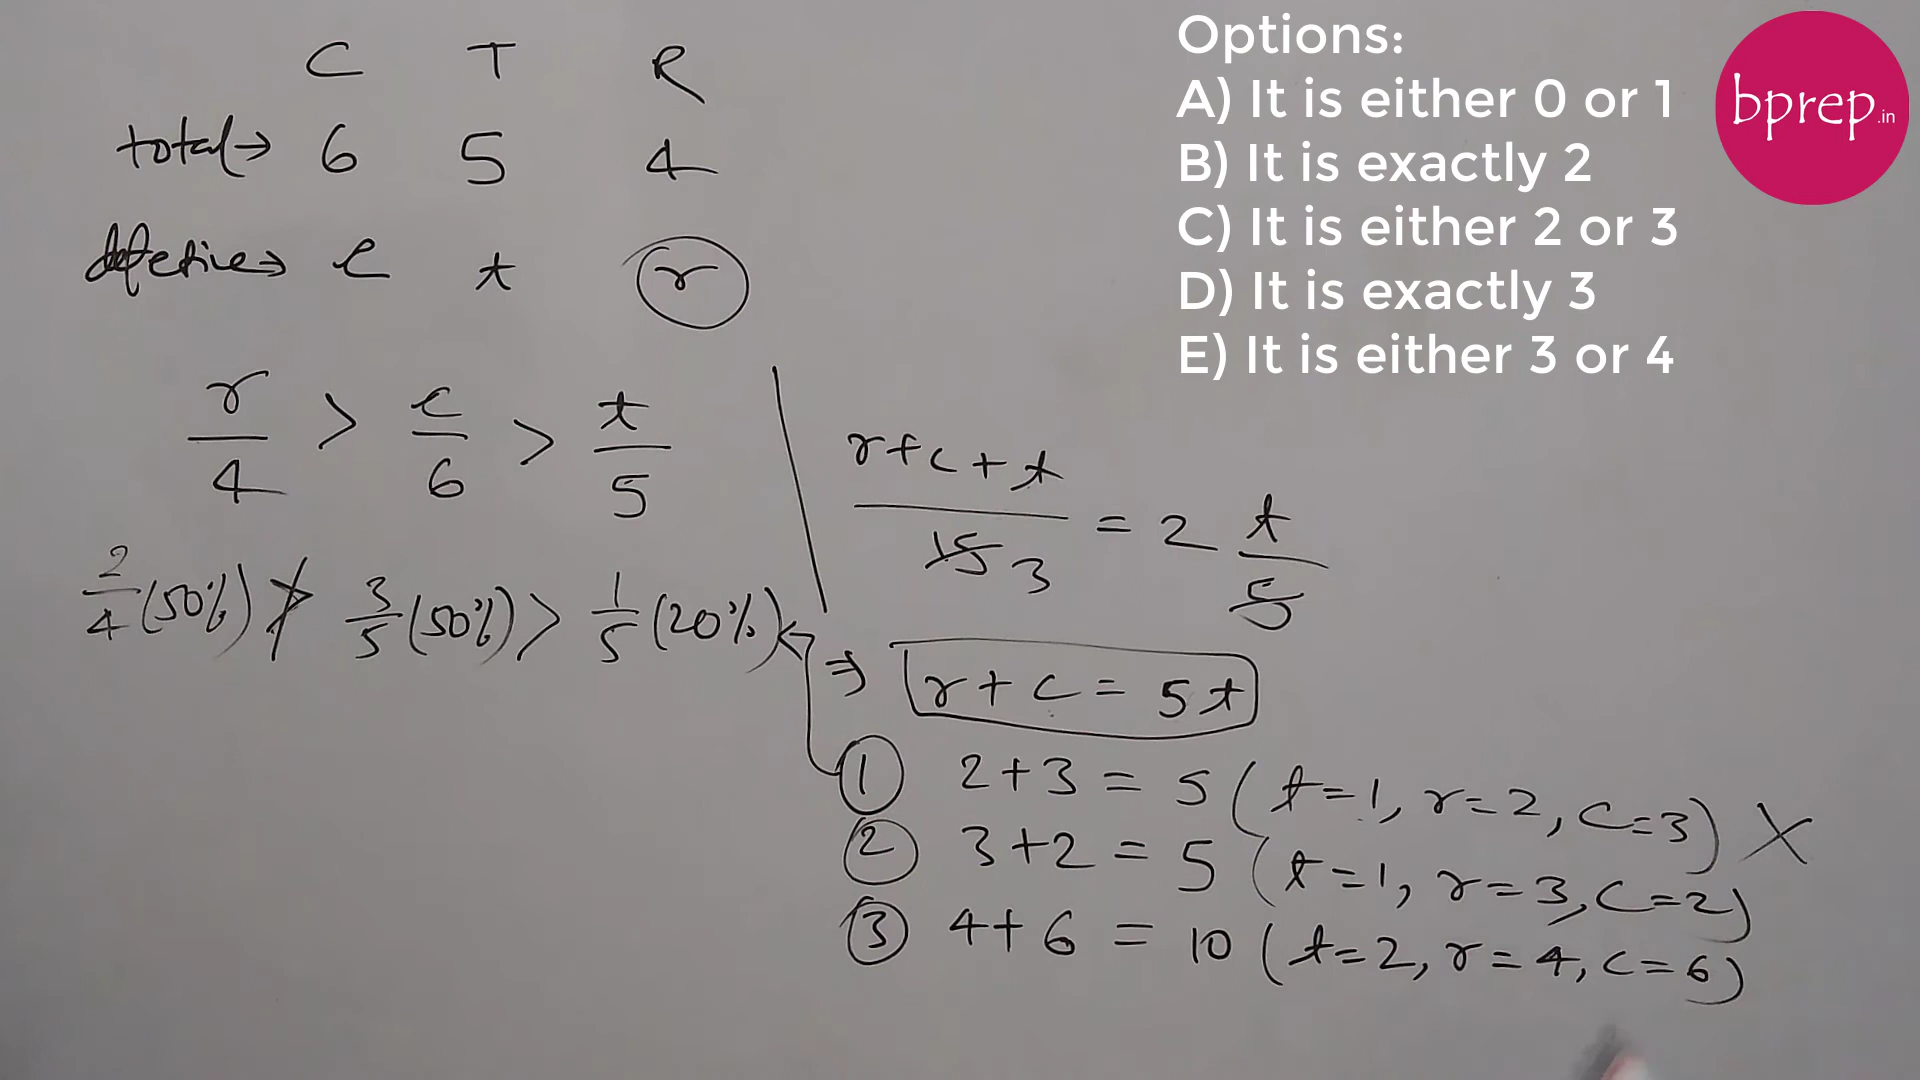 C T R
total→ 6 5 4
defective→ c t r
r/4 > c/6 > t/5
2/4 (50%) ≯ 3/5 (50%) > 1/5 (20%)
Options:
A) It is either 0 or 1
B) It is exactly 2
C) It is either 2 or 3
D) It is exactly 3
E) It is either 3 or 4
bprep.in
r+c+t / 15 3 = 2 t/5
⇒ r + c = 5t
① 2+3 = 5 (t=1, r=2, c=3) X
② 3+2 = 5 (t=1, r=3, c=2)
③ 4+6 = 10 (t=2, r=4, c=6)